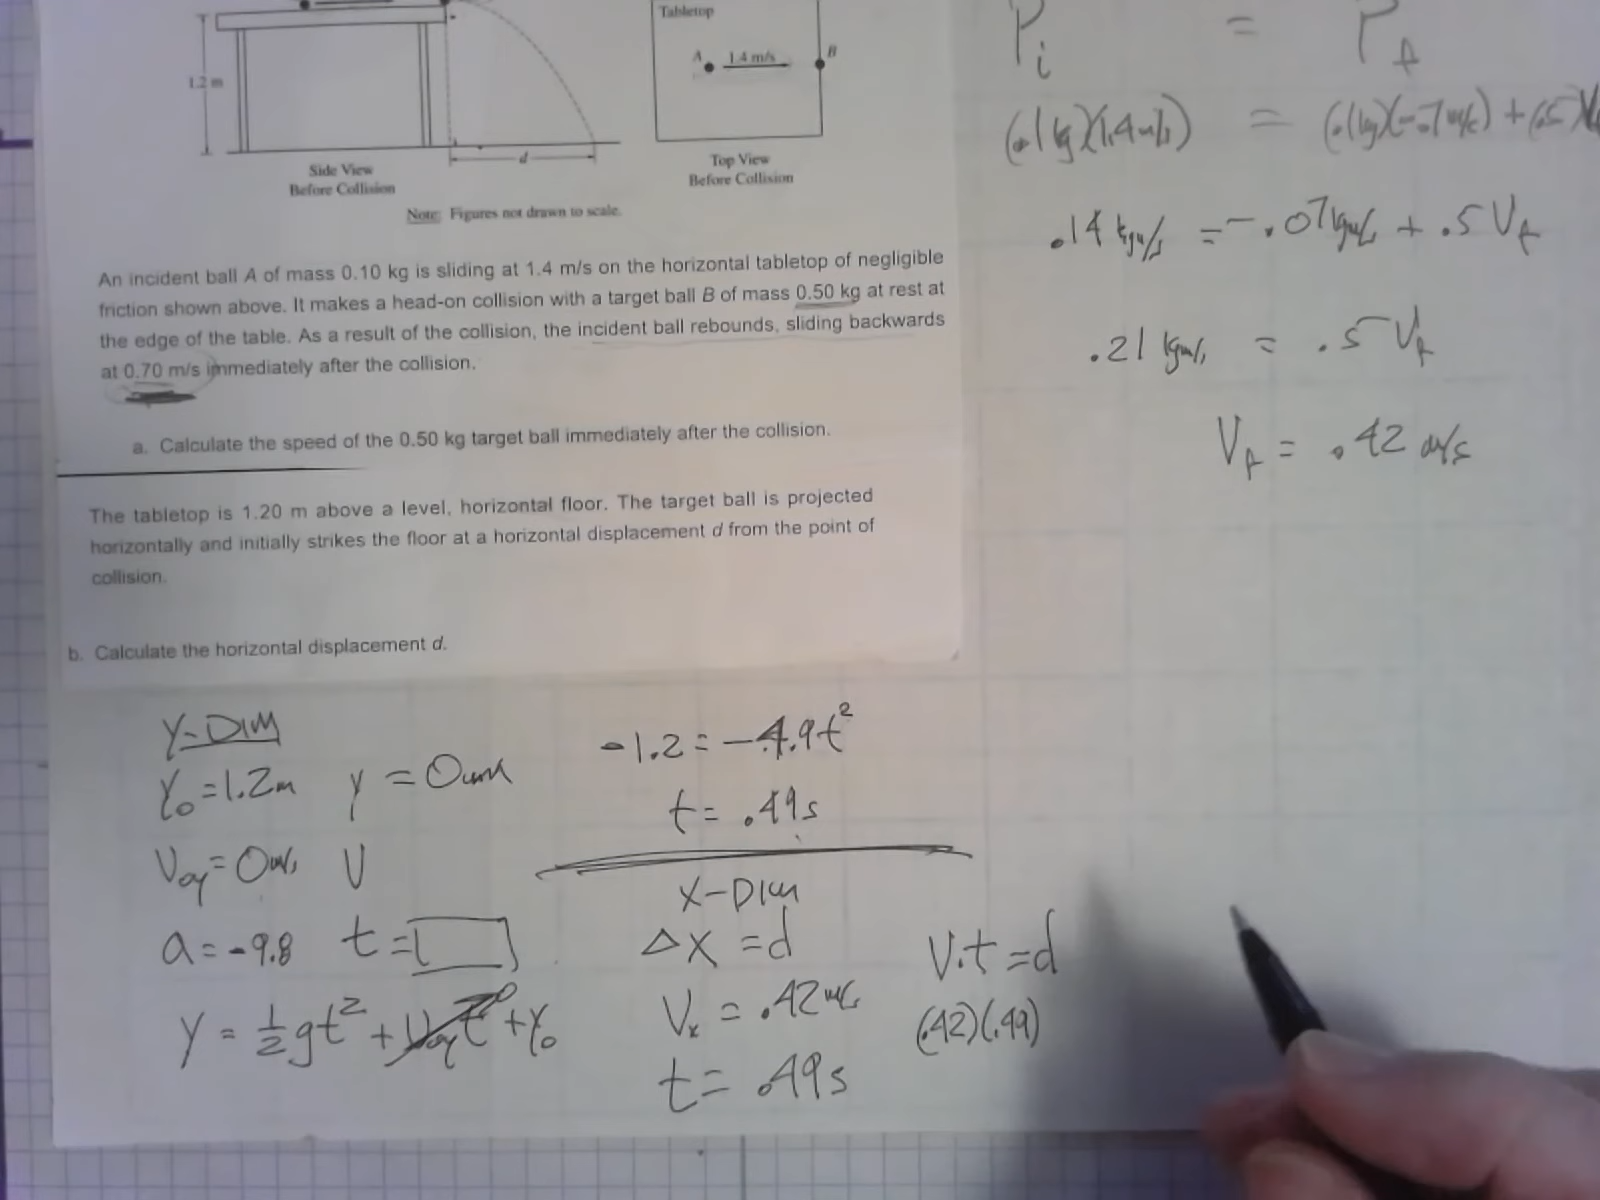 1.2 m
d
Side View
Before Collision
Tabletop
A
1.4 m/s
B
Top View
Before Collision
Note: Figures not drawn to scale.
An incident ball A of mass 0.10 kg is sliding at 1.4 m/s on the horizontal tabletop of negligible
friction shown above. It makes a head-on collision with a target ball B of mass 0.50 kg at rest at
the edge of the table. As a result of the collision, the incident ball rebounds, sliding backwards
at 0.70 m/s immediately after the collision.
a. Calculate the speed of the 0.50 kg target ball immediately after the collision.
The tabletop is 1.20 m above a level, horizontal floor. The target ball is projected
horizontally and initially strikes the floor at a horizontal displacement d from the point of
collision.
b. Calculate the horizontal displacement d.
Pi = Pf
(.1kg)(1.4m/s) = (.1kg)(-.7m/s) + (.5)V
.14 kgm/s = -.07kgm/s + .5 Vf
.21 kgm/s = .5 Vf
Vf = .42 m/s
Y-DIM
Y₀ = 1.2m y = 0m
Voy = 0m/s V
a = -9.8 t =
y = ½gt² + Voyt⁰ + Y₀
-1.2 = -4.9t²
t = .49s
X-DIM
Δx = d
Vx = .42m/s
t = .49s
V·t = d
(.42)(.49)